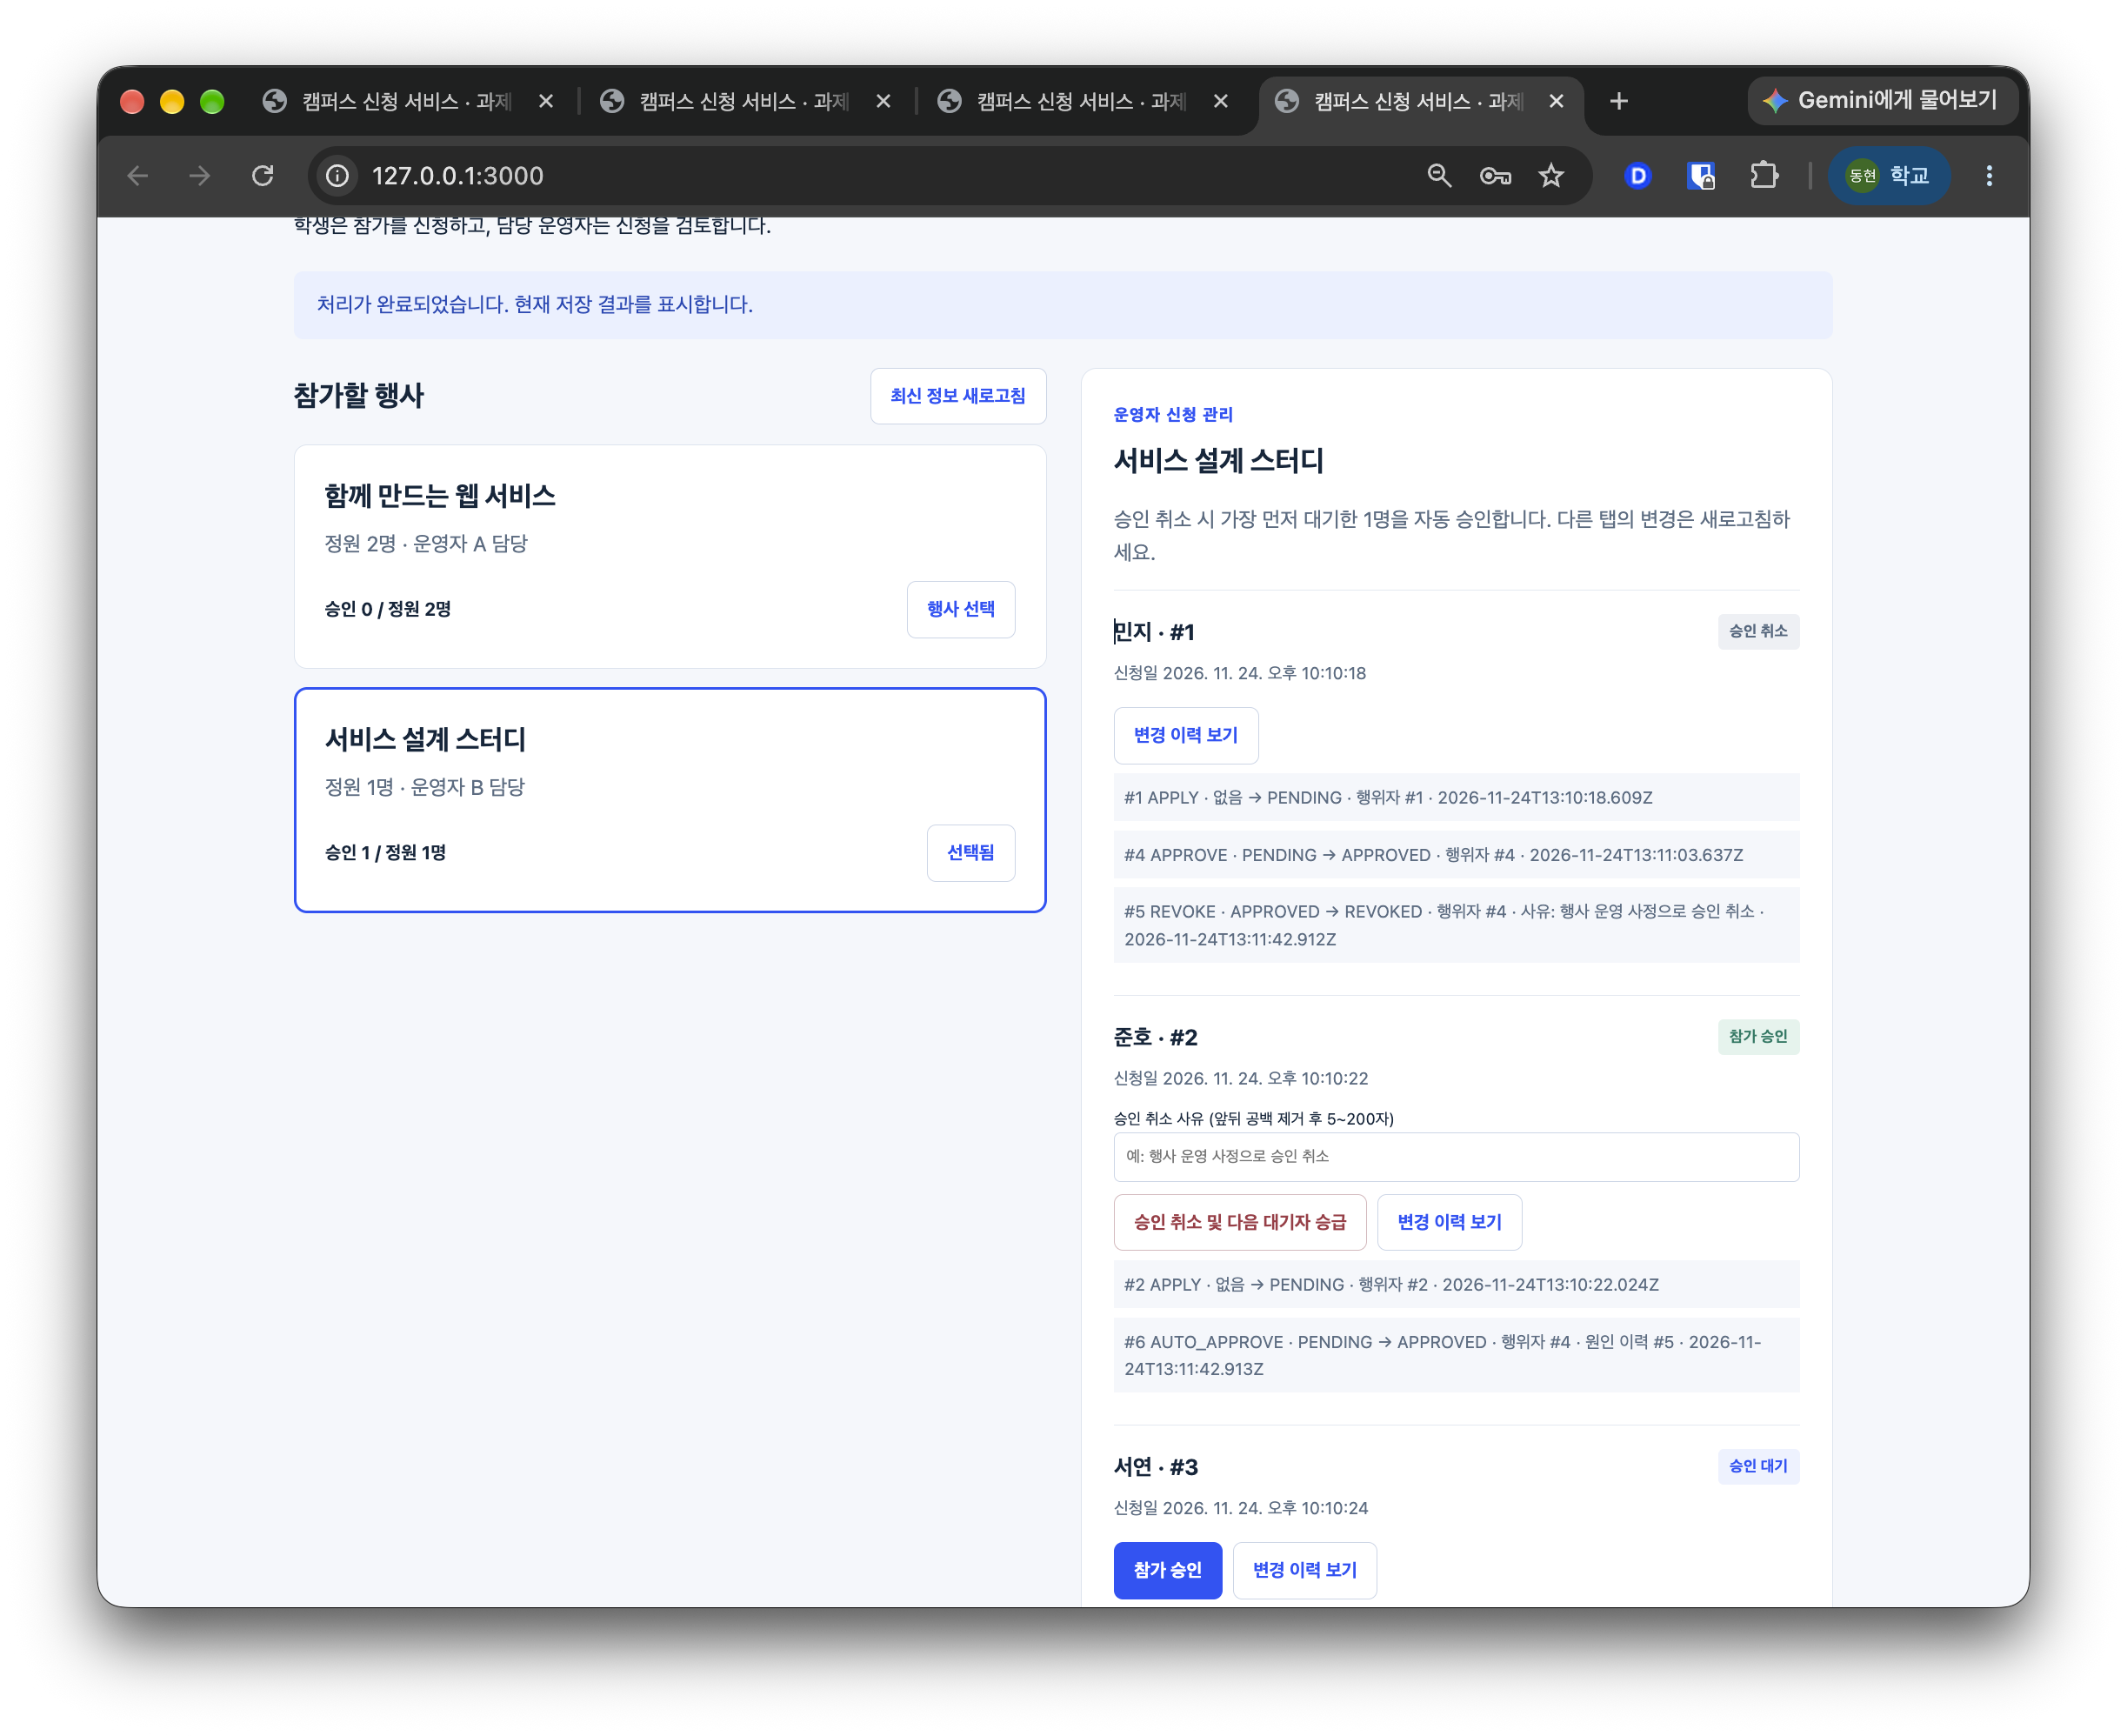 캠퍼스 신청 서비스 · 과제
캠퍼스 신청 서비스 · 과제
캠퍼스 신청 서비스 · 과제
캠퍼스 신청 서비스 · 과제
Gemini에게 물어보기
127.0.0.1:3000
D
동현 학교
학생은 참가를 신청하고, 담당 운영자는 신청을 검토합니다.
처리가 완료되었습니다. 현재 저장 결과를 표시합니다.
참가할 행사
최신 정보 새로고침
함께 만드는 웹 서비스
정원 2명 · 운영자 A 담당
승인 0 / 정원 2명
행사 선택
서비스 설계 스터디
정원 1명 · 운영자 B 담당
승인 1 / 정원 1명
선택됨
운영자 신청 관리
서비스 설계 스터디
승인 취소 시 가장 먼저 대기한 1명을 자동 승인합니다. 다른 탭의 변경은 새로고침하
세요.
민지 · #1
승인 취소
신청일 2026. 11. 24. 오후 10:10:18
변경 이력 보기
#1 APPLY · 없음 → PENDING · 행위자 #1 · 2026-11-24T13:10:18.609Z
#4 APPROVE · PENDING → APPROVED · 행위자 #4 · 2026-11-24T13:11:03.637Z
#5 REVOKE · APPROVED → REVOKED · 행위자 #4 · 사유: 행사 운영 사정으로 승인 취소 ·
2026-11-24T13:11:42.912Z
준호 · #2
참가 승인
신청일 2026. 11. 24. 오후 10:10:22
승인 취소 사유 (앞뒤 공백 제거 후 5~200자)
예: 행사 운영 사정으로 승인 취소
승인 취소 및 다음 대기자 승급
변경 이력 보기
#2 APPLY · 없음 → PENDING · 행위자 #2 · 2026-11-24T13:10:22.024Z
#6 AUTO_APPROVE · PENDING → APPROVED · 행위자 #4 · 원인 이력 #5 · 2026-11-
24T13:11:42.913Z
서연 · #3
승인 대기
신청일 2026. 11. 24. 오후 10:10:24
참가 승인
변경 이력 보기